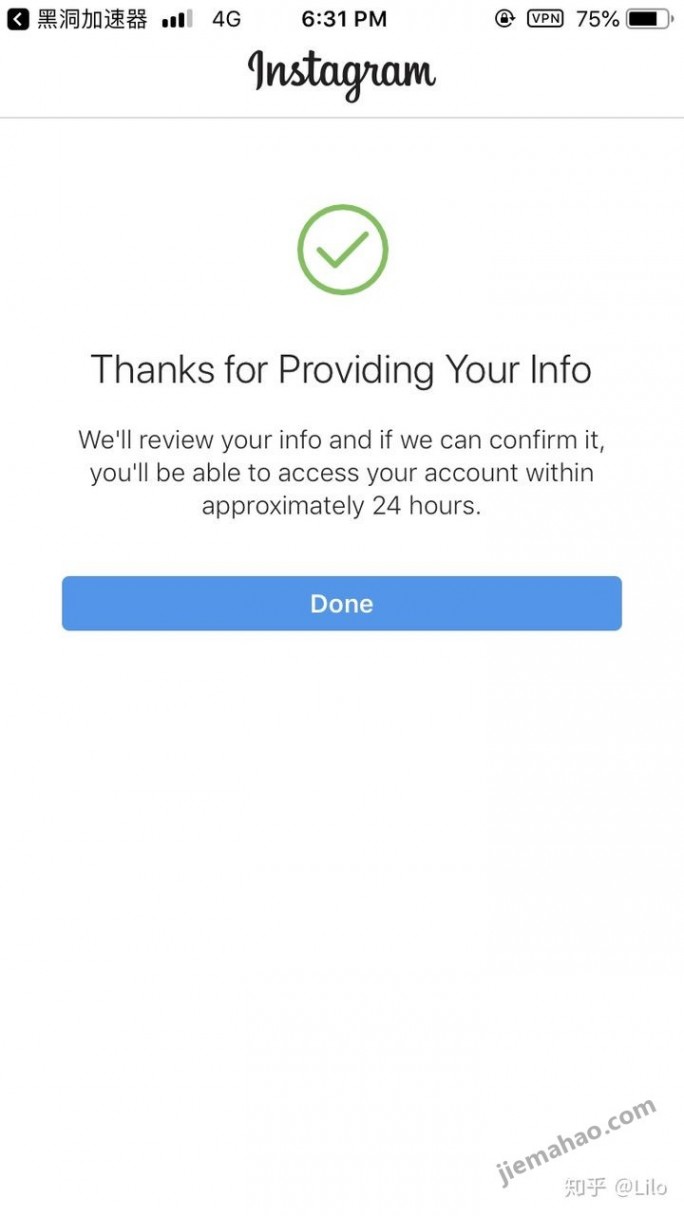 黑洞加速器 4G 6:31 PM VPN 75%
Instagram
Thanks for Providing Your Info
We'll review your info and if we can confirm it,
you'll be able to access your account within
approximately 24 hours.
Done
jiemahao.com
知乎 @Lilo